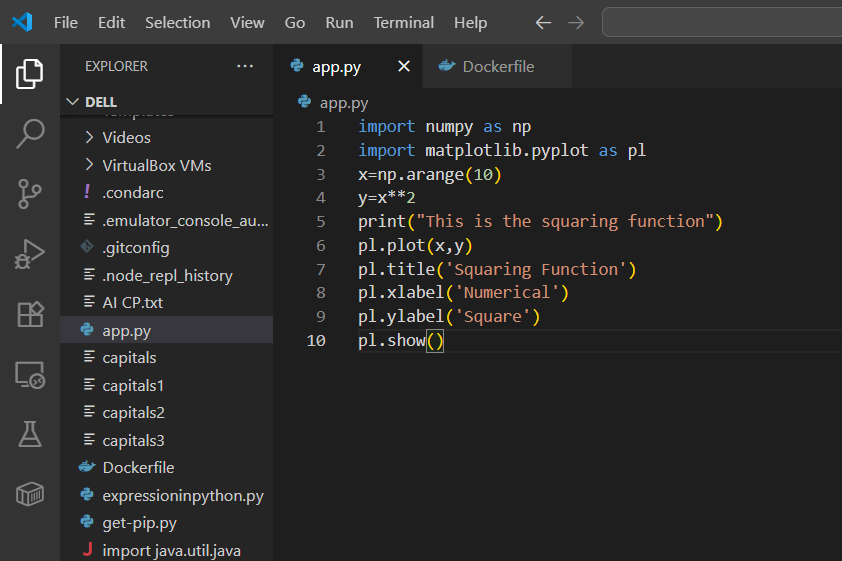 File Edit Selection View Go Run Terminal Help
EXPLORER
DELL
Templates
Videos
VirtualBox VMs
.condarc
.emulator_console_au...
.gitconfig
.node_repl_history
AI CP.txt
app.py
capitals
capitals1
capitals2
capitals3
Dockerfile
expressioninpython.py
get-pip.py
import java.util.java
app.py Dockerfile
app.py
1 import numpy as np
2 import matplotlib.pyplot as pl
3 x=np.arange(10)
4 y=x**2
5 print("This is the squaring function")
6 pl.plot(x,y)
7 pl.title('Squaring Function')
8 pl.xlabel('Numerical')
9 pl.ylabel('Square')
10 pl.show()